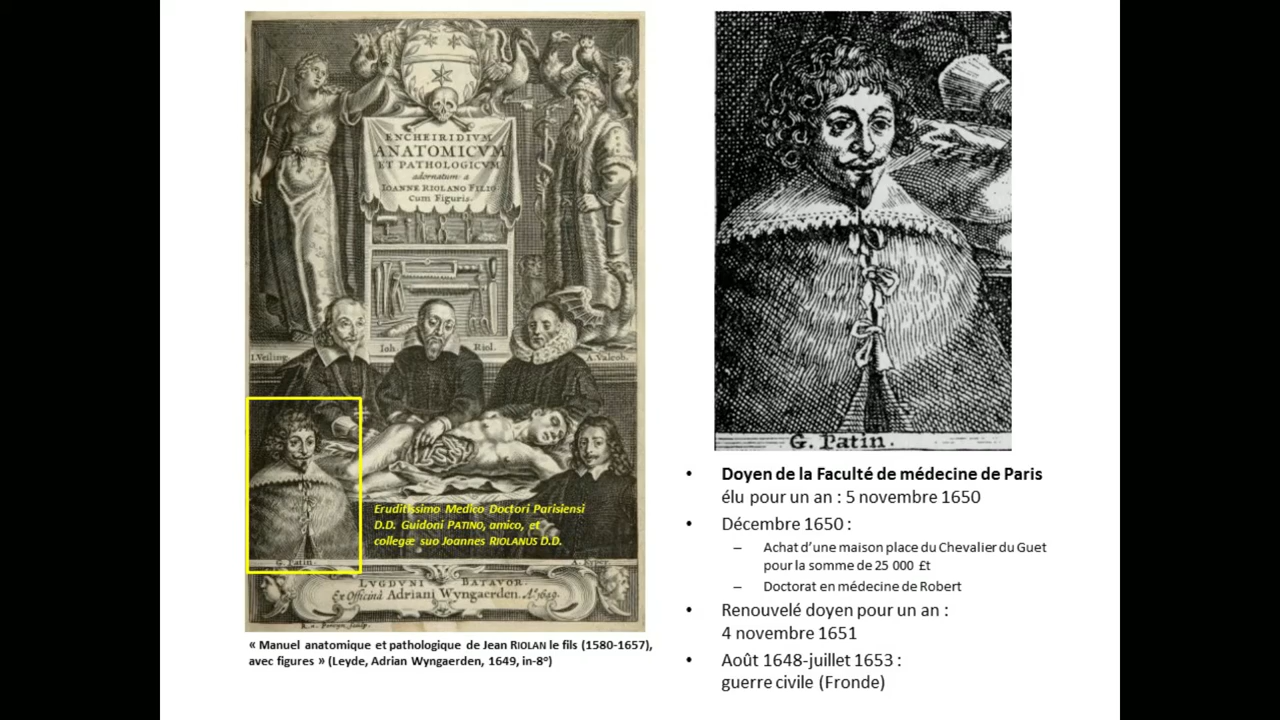 ENCHEIRIDIVM
ANATOMICVM
ET PATHOLOGICVM
adornatum a
IOANNE RIOLANO FILIO
Cum Figuris.
I. Vesling.
Ioh. Riol.
A. Valcob.
Eruditissimo Medico Doctori Parisiensi
D.D. Guidoni PATINO, amico, et
collegæ suo Joannes RIOLANUS D.D.
G. Patin.
LVGDVNI BATAVOR.
Ex Officinâ Adriani Wyngaerden. Aº 1649.
« Manuel anatomique et pathologique de Jean RIOLAN le fils (1580-1657),
avec figures » (Leyde, Adrian Wyngaerden, 1649, in-8°)
G. Patin.
• Doyen de la Faculté de médecine de Paris
élu pour un an : 5 novembre 1650
• Décembre 1650 :
– Achat d'une maison place du Chevalier du Guet
pour la somme de 25 000 £t
– Doctorat en médecine de Robert
• Renouvelé doyen pour un an :
4 novembre 1651
• Août 1648-juillet 1653 :
guerre civile (Fronde)